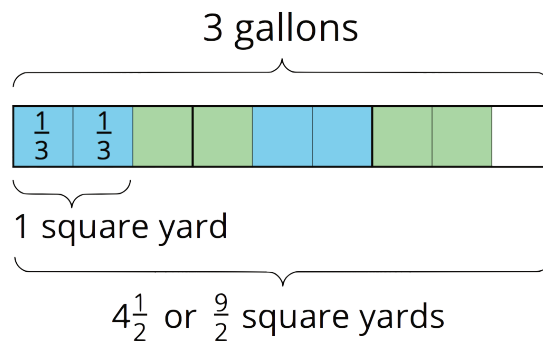 3 gallons
1/3 1/3
1 square yard
4 1/2 or 9/2 square yards